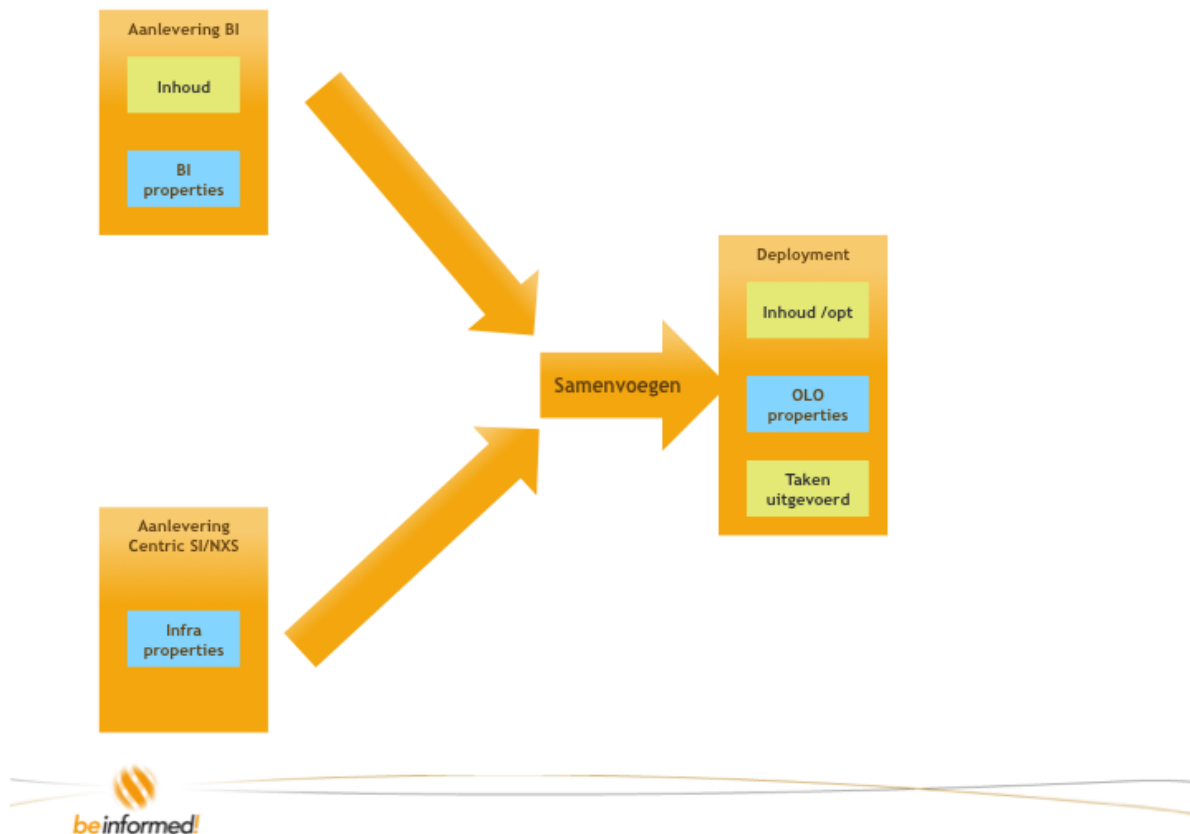 Aanlevering BI
Inhoud
BI
properties
Aanlevering
Centric SI/NXS
Infra
properties
Samenvoegen
Deployment
Inhoud /opt
OLO
properties
Taken
uitgevoerd
beinformed!